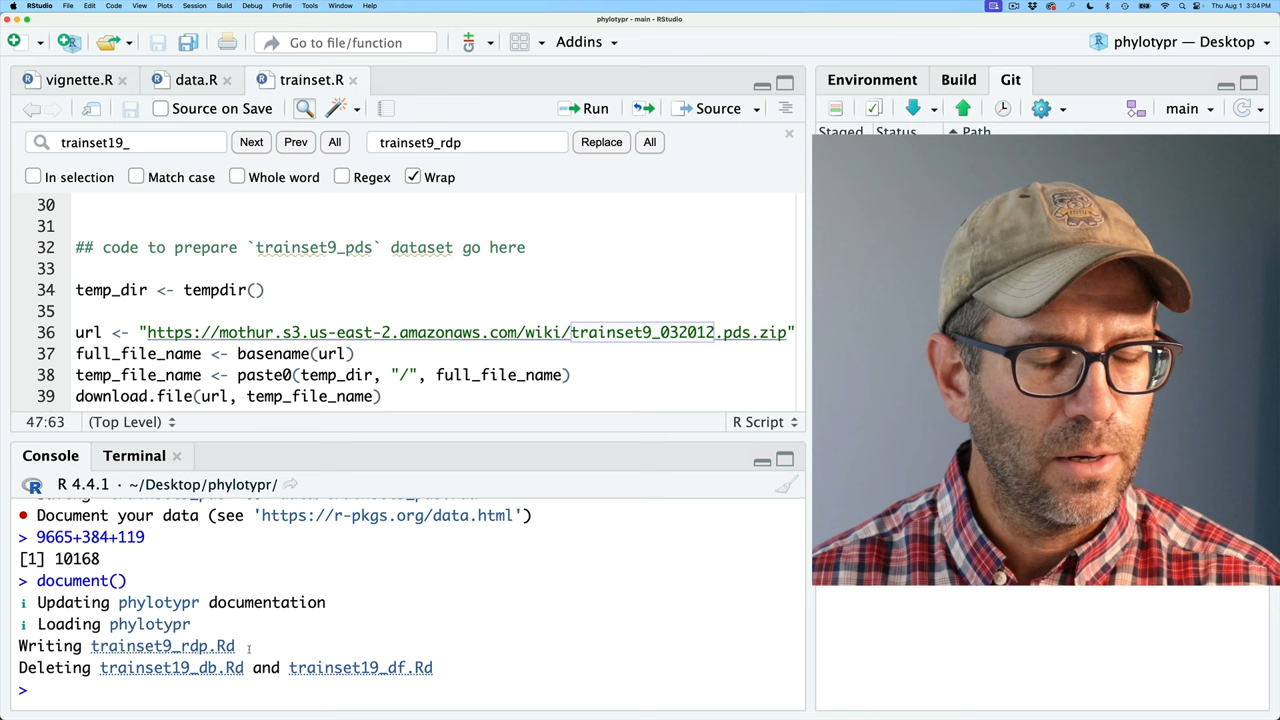 RStudio File Edit Code View Plots Session Build Debug Profile Tools Window Help Thu Aug 1 3:04 PM
phylotypr - main - RStudio
Go to file/function Addins phylotypr — Desktop
vignette.R data.R trainset.R Environment Build Git
Source on Save Run Source main
Staged Status Path
trainset19_ Next Prev All trainset9_rdp Replace All
In selection Match case Whole word Regex Wrap
30
31
32 ## code to prepare `trainset9_pds` dataset go here
33
34 temp_dir <- tempdir()
35
36 url <- "https://mothur.s3.us-east-2.amazonaws.com/wiki/trainset9_032012.pds.zip"
37 full_file_name <- basename(url)
38 temp_file_name <- paste0(temp_dir, "/", full_file_name)
39 download.file(url, temp_file_name)
47:63 (Top Level) R Script
Console Terminal
R 4.4.1 · ~/Desktop/phylotypr/
Document your data (see 'https://r-pkgs.org/data.html')
> 9665+384+119
[1] 10168
> document()
i Updating phylotypr documentation
i Loading phylotypr
Writing trainset9_rdp.Rd
Deleting trainset19_db.Rd and trainset19_df.Rd
>